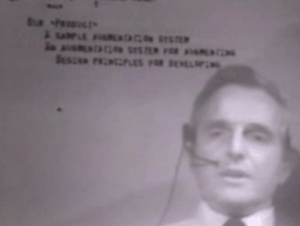 Our "Product"
A sample augmentation system
An augmentation system for augmenting
Design principles for developing